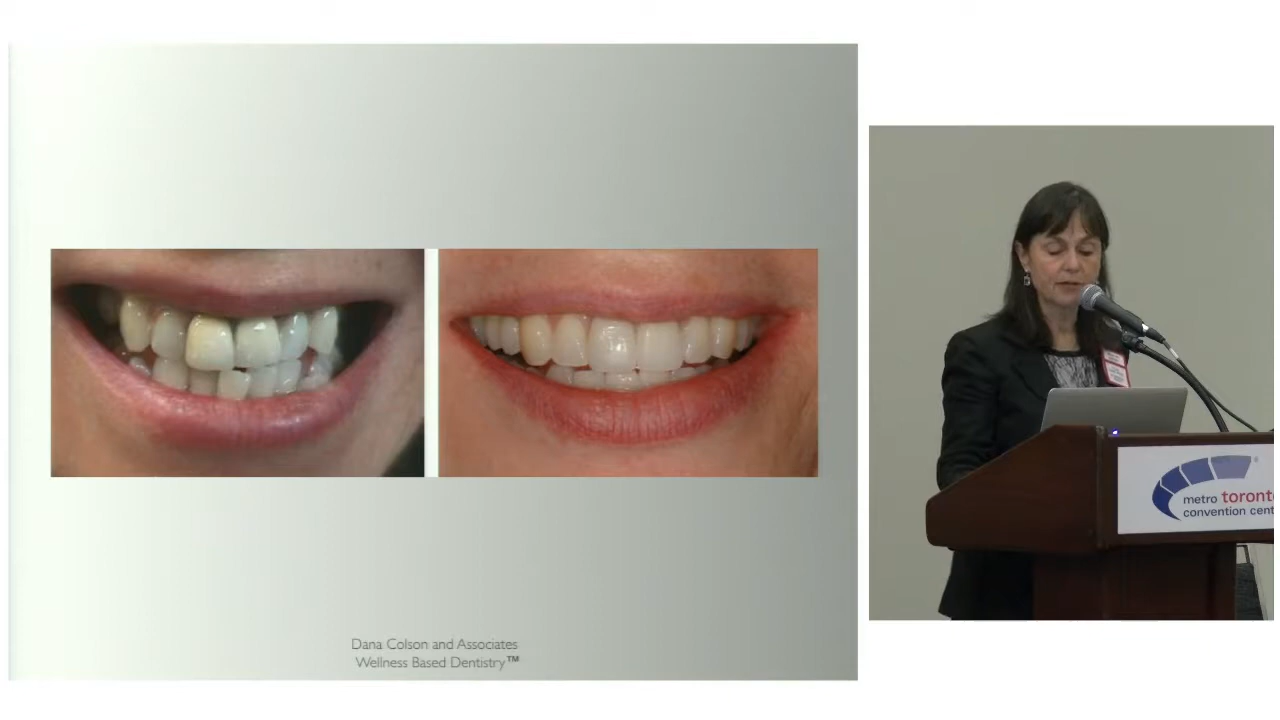 Dana Colson and Associates
Wellness Based Dentistry™
metro toronto
convention cent